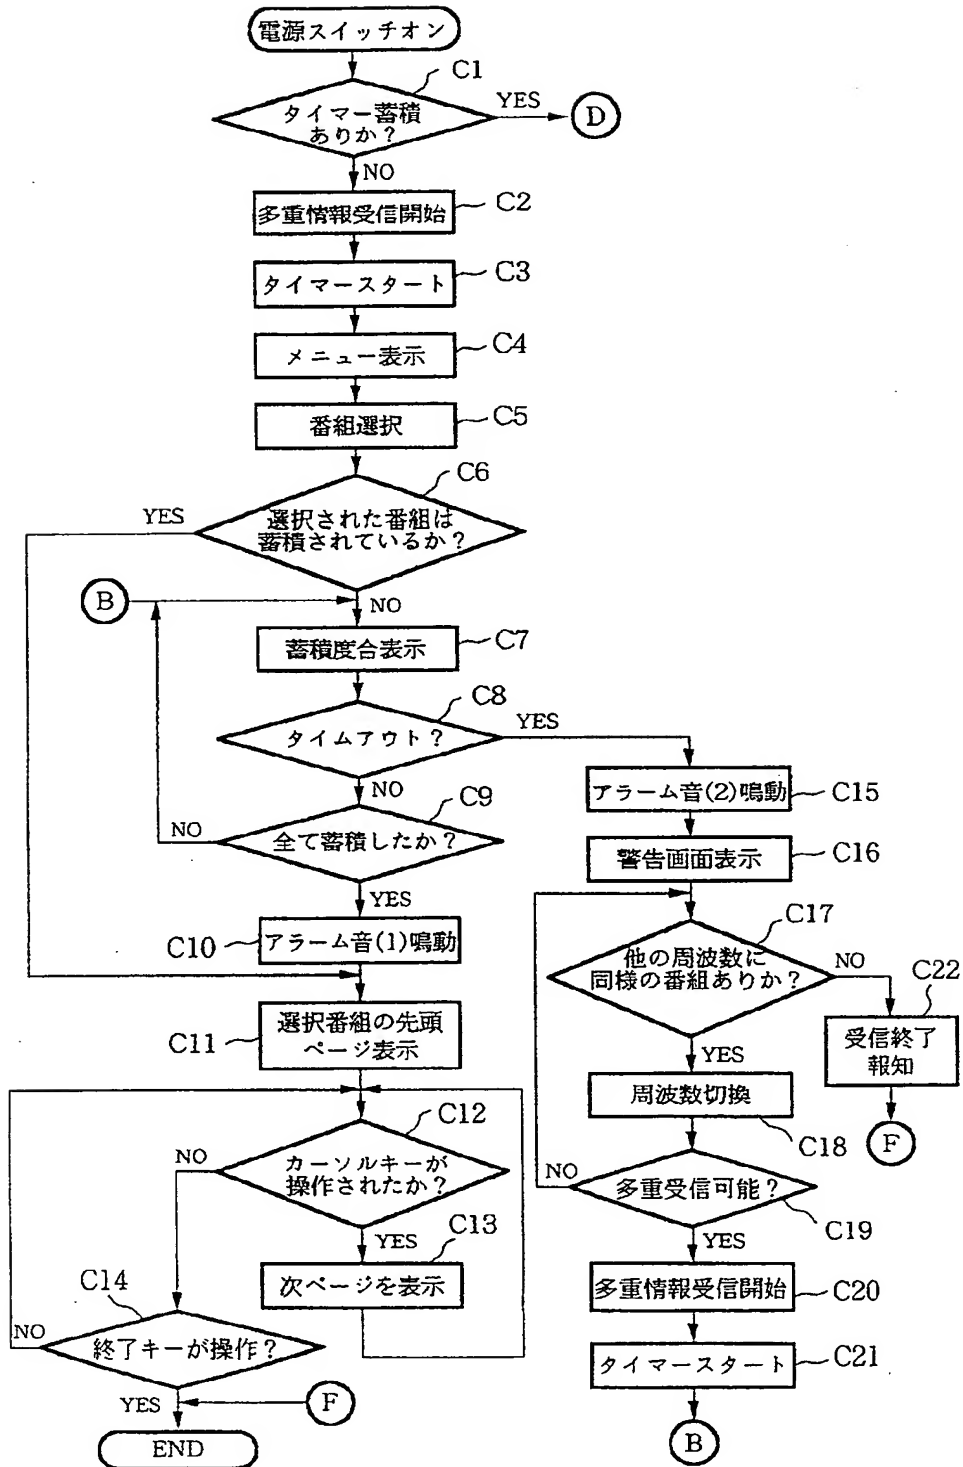 電源スイッチオン
C1
タイマー蓄積
ありか?
YES
D
NO
多重情報受信開始
C2
タイマースタート
C3
メニュー表示
C4
番組選択
C5
C6
YES
選択された番組は
蓄積されているか?
B
NO
蓄積度合表示
C7
C8
タイムアウト?
YES
NO
C9
NO
全て蓄積したか?
YES
C10
アラーム音(1)鳴動
C11
選択番組の先頭
ページ表示
C12
NO
カーソルキーが
操作されたか?
YES
C13
次ページを表示
C14
NO
終了キーが操作?
YES
F
END
アラーム音(2)鳴動
C15
警告画面表示
C16
C17
他の周波数に
同様の番組ありか?
NO
C22
受信終了
報知
F
YES
周波数切換
C18
NO
多重受信可能?
C19
YES
多重情報受信開始
C20
タイマースタート
C21
B